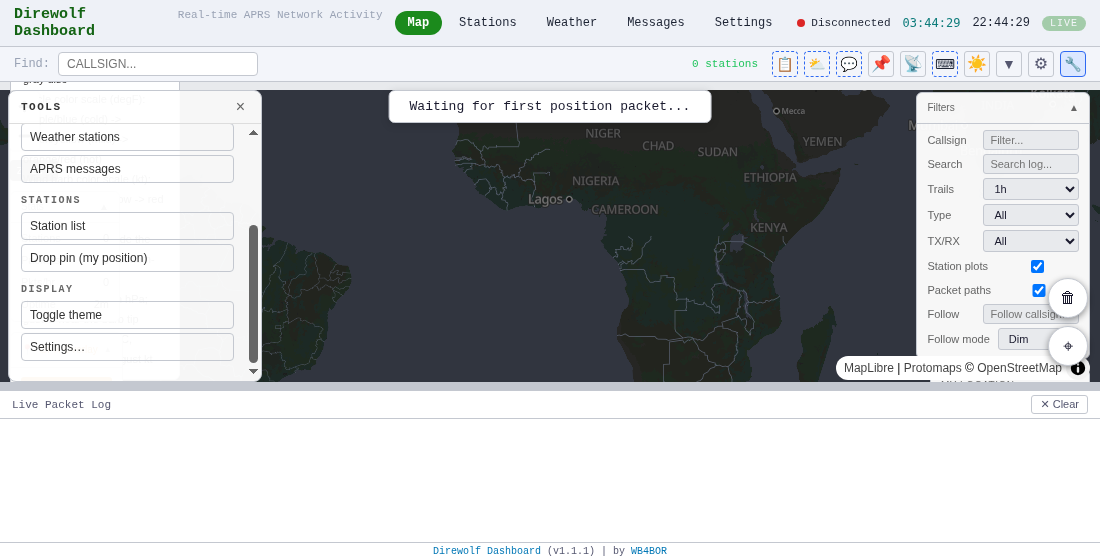 Direwolf
Dashboard
Real-time APRS Network Activity
Map
Stations
Weather
Messages
Settings
Disconnected
03:44:29
22:44:29
LIVE
Find:
CALLSIGN...
0 stations
TOOLS
×
Weather stations
APRS messages
STATIONS
Station list
Drop pin (my position)
DISPLAY
Toggle theme
Settings…
Waiting for first position packet...
Mecca
NIGER
CHAD
SUDAN
YEMEN
NIGERIA
ETHIOPIA
Lagos
CAMEROON
KENYA
Filters
Callsign
Filter...
Search
Search log...
Trails
1h
Type
All
TX/RX
All
Station plots
Packet paths
Follow
Follow callsign
Follow mode
Dim
MapLibre | Protomaps © OpenStreetMap
Live Packet Log
✕ Clear
Direwolf Dashboard (v1.1.1) | by WB4BOR